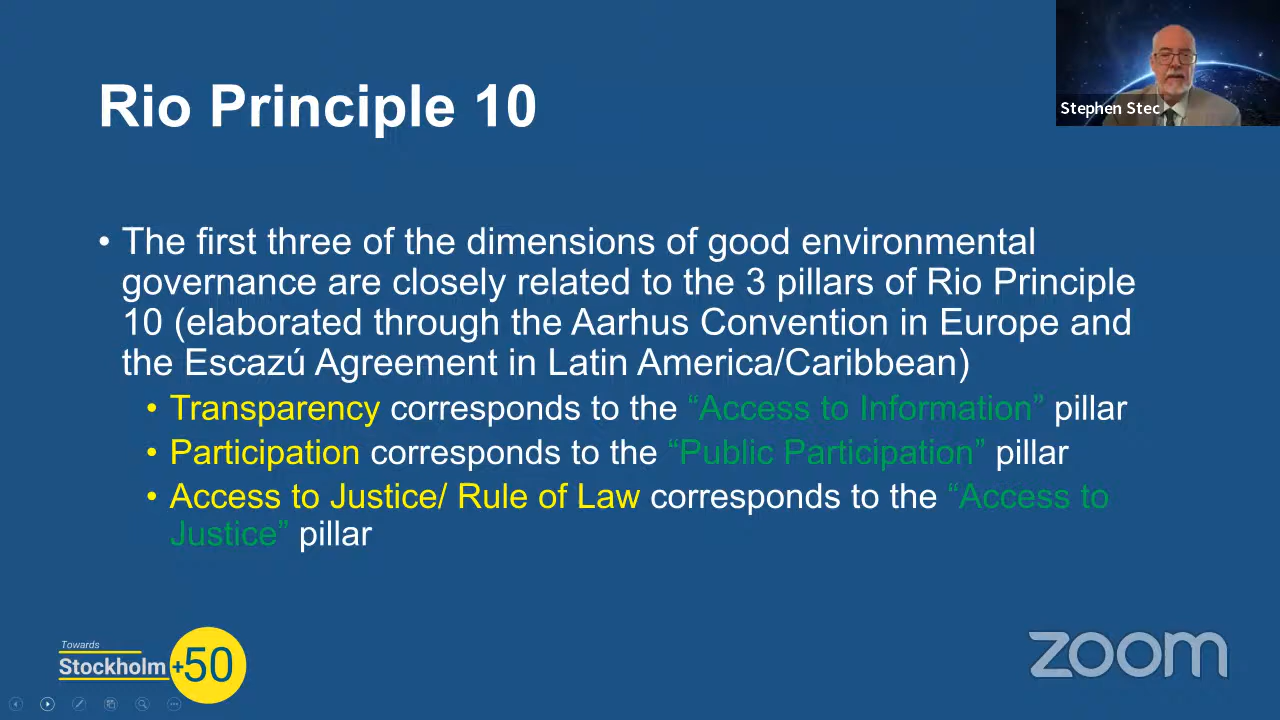 Rio Principle 10
Stephen Stec
• The first three of the dimensions of good environmental
governance are closely related to the 3 pillars of Rio Principle
10 (elaborated through the Aarhus Convention in Europe and
the Escazú Agreement in Latin America/Caribbean)
• Transparency corresponds to the “Access to Information” pillar
• Participation corresponds to the “Public Participation” pillar
• Access to Justice/ Rule of Law corresponds to the “Access to
Justice” pillar
Towards
Stockholm+50
zoom